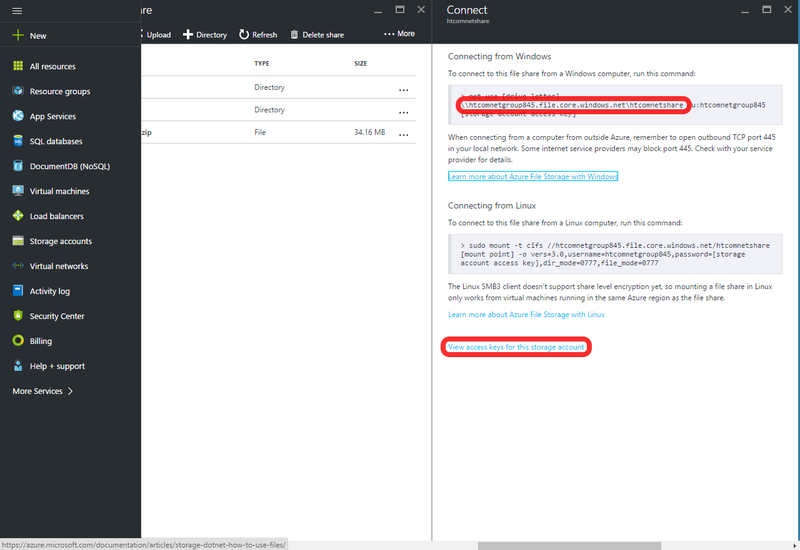 New
All resources
Resource groups
App Services
SQL databases
DocumentDB (NoSQL)
Virtual machines
Load balancers
Storage accounts
Virtual networks
Activity log
Security Center
Billing
Help + support
More Services
Upload
Directory
Refresh
Delete share
... More
TYPE SIZE
Directory ...
Directory ...
zip File 34.16 MB ...
Connect
htcomnetshare
Connecting from Windows
To connect to this file share from a Windows computer, run this command:
> net use [drive letter]
\\htcomnetgroup845.file.core.windows.net\htcomnetshare u:htcomnetgroup845
[storage account access key]
When connecting from a computer from outside Azure, remember to open outbound TCP port 445
in your local network. Some internet service providers may block port 445. Check with your service
provider for details.
Learn more about Azure File Storage with Windows
Connecting from Linux
To connect to this file share from a Linux computer, run this command:
> sudo mount -t cifs //htcomnetgroup845.file.core.windows.net/htcomnetshare
[mount point] -o vers=3.0,username=htcomnetgroup845,password=[storage
account access key],dir_mode=0777,file_mode=0777
The Linux SMB3 client doesn't support share level encryption yet, so mounting a file share in Linux
only works from virtual machines running in the same Azure region as the file share.
Learn more about Azure File Storage with Linux
View access keys for this storage account
https://azure.microsoft.com/documentation/articles/storage-dotnet-how-to-use-files/